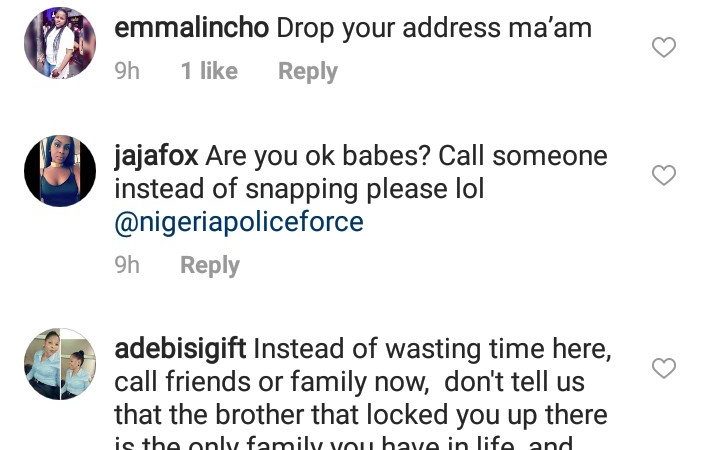 emmalincho Drop your address ma’am
9h 1 like Reply
jajafox Are you ok babes? Call someone
instead of snapping please lol
@nigeriapoliceforce
9h Reply
adebisigift Instead of wasting time here,
call friends or family now, don't tell us
that the brother that locked you up there
is the only family you have in life, and